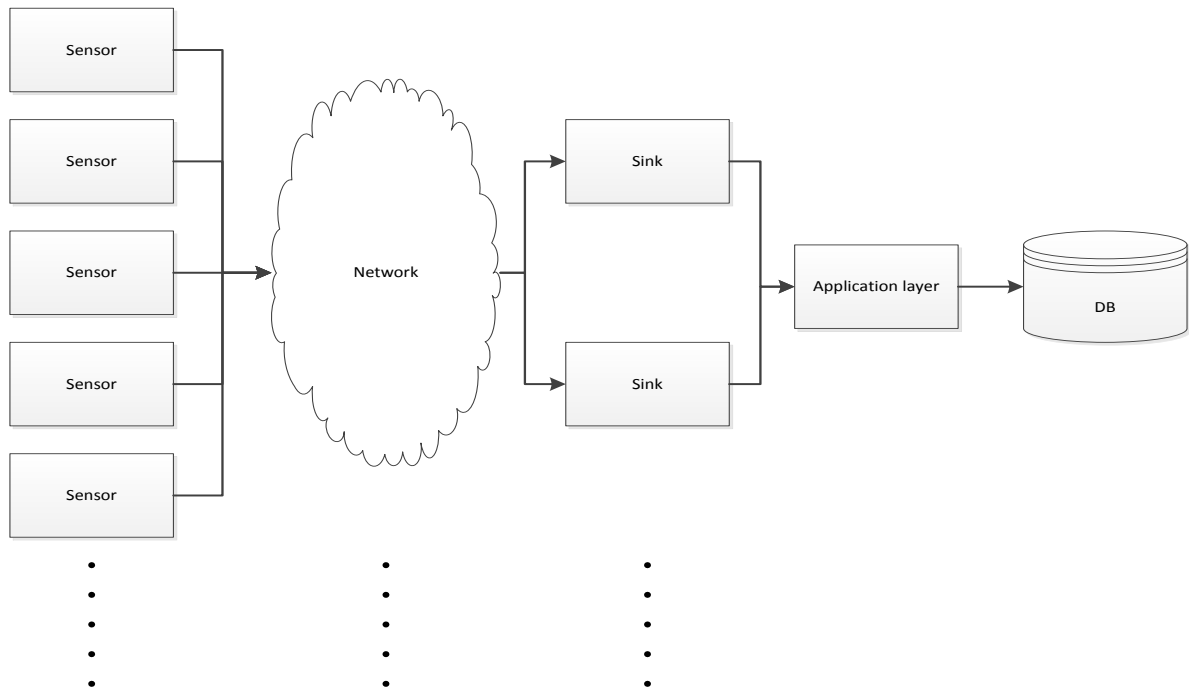 Sensor
Sensor
Sensor
Sensor
Sensor
Network
Sink
Sink
Application layer
DB